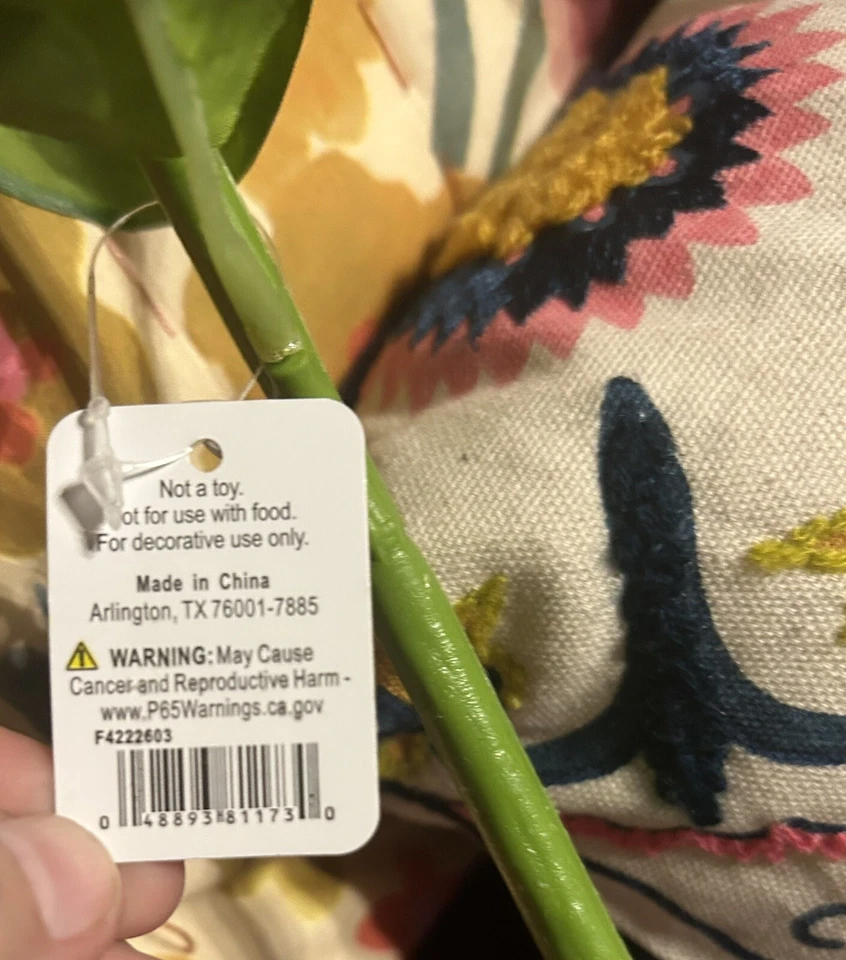 Not a toy.
ot for use with food.
For decorative use only.
Made in China
Arlington, TX 76001-7885
WARNING: May Cause
Cancer and Reproductive Harm -
www.P65Warnings.ca.gov
F4222603
0 48893 81173 0